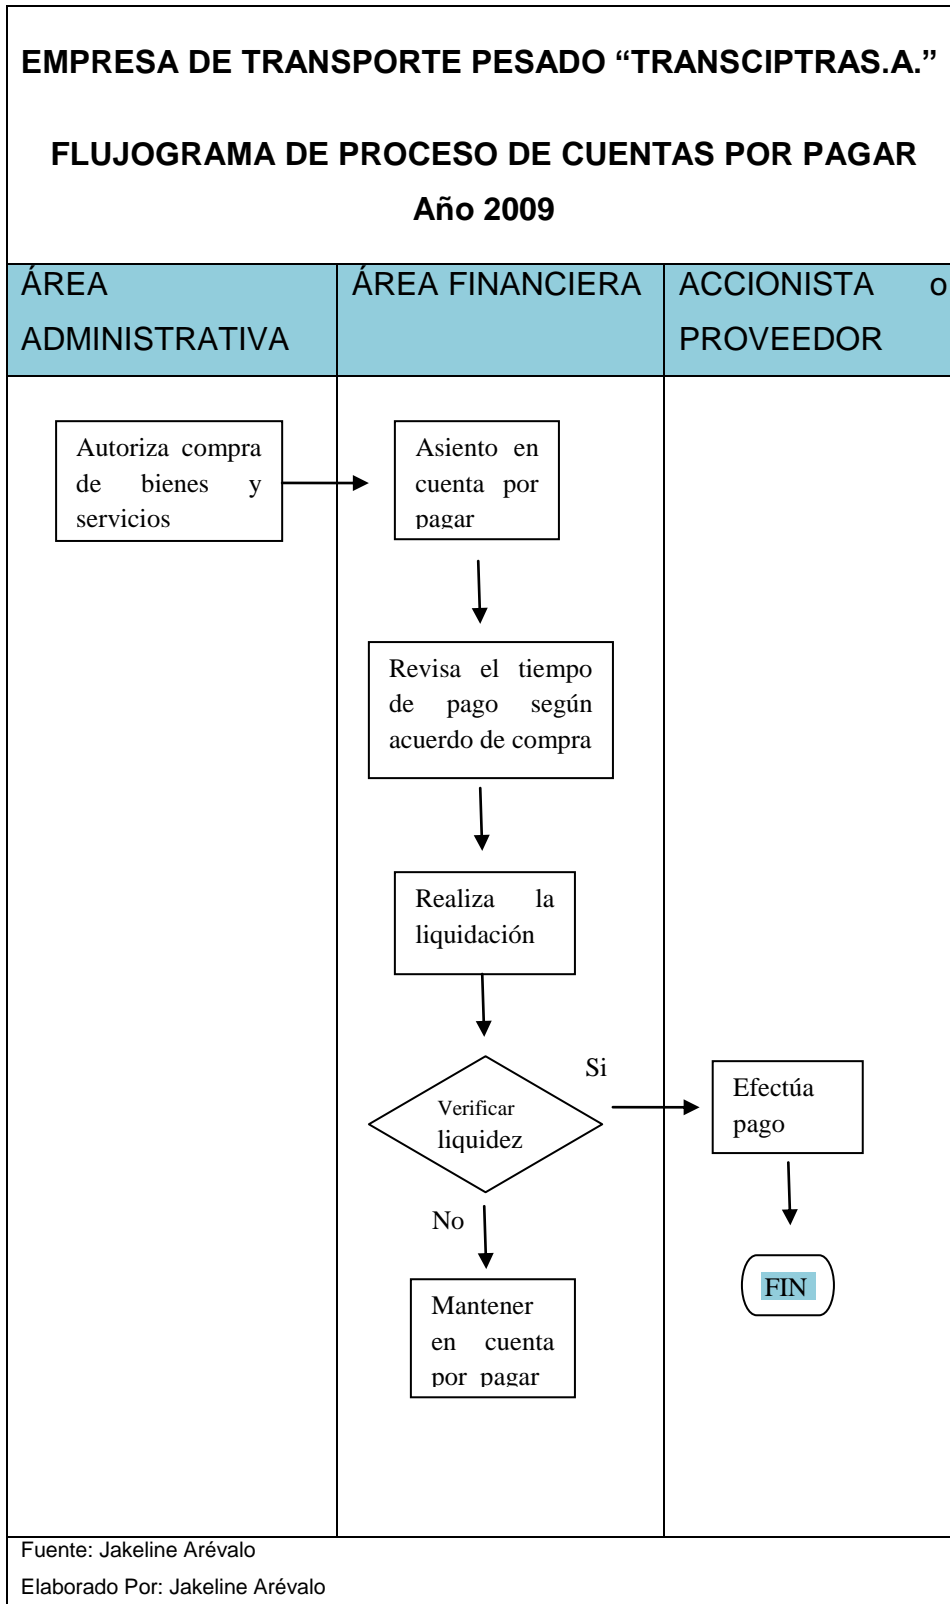 EMPRESA DE TRANSPORTE PESADO “TRANSCIPTRAS.A.”
FLUJOGRAMA DE PROCESO DE CUENTAS POR PAGAR
Año 2009
ÁREA
ADMINISTRATIVA
ÁREA FINANCIERA
ACCIONISTA o
PROVEEDOR
Autoriza compra
de bienes y
servicios
Asiento en
cuenta por
pagar
Revisa el tiempo
de pago según
acuerdo de compra
Realiza la
liquidación
Verificar
liquidez
Si
Efectúa
pago
No
FIN
Mantener
en cuenta
por pagar
Fuente: Jakeline Arévalo
Elaborado Por: Jakeline Arévalo